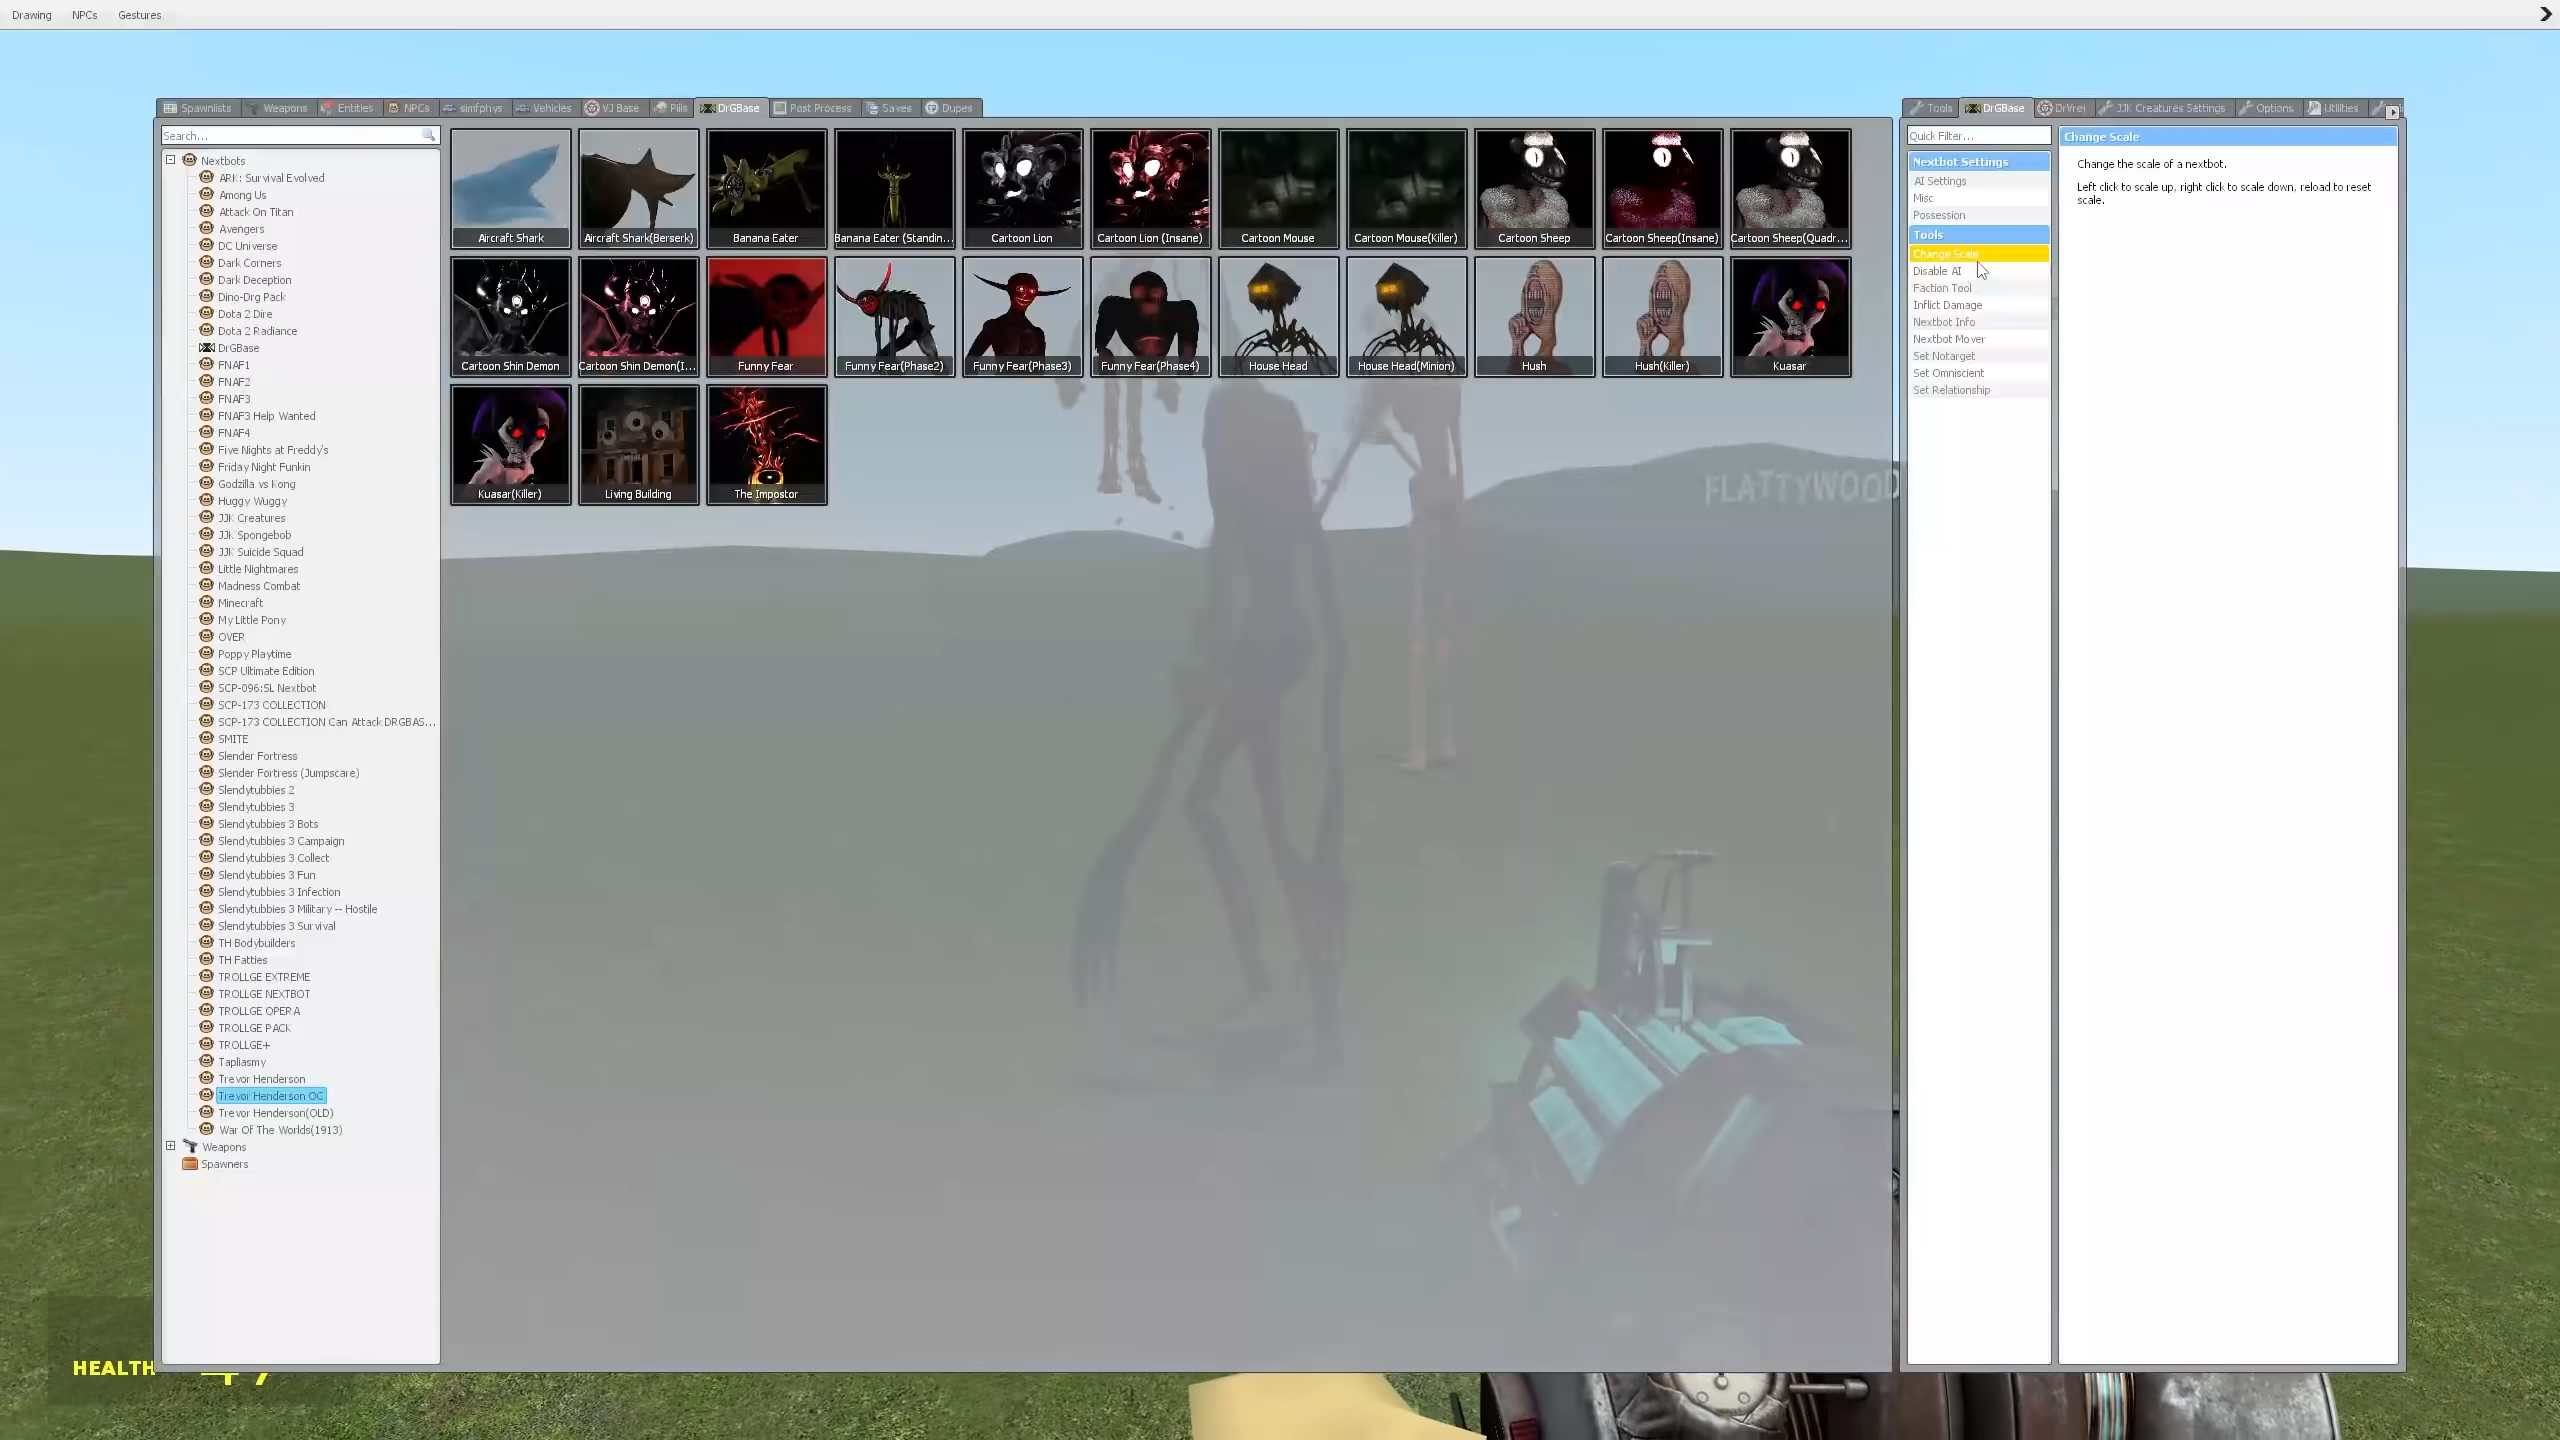 Drawing NPCs Gestures
Spawnlists Weapons Entities NPCs simfphys Vehicles VJ Base Pills DrGBase Post Process Saves Dupes
Search...
Nextbots
ARK: Survival Evolved
Among Us
Attack On Titan
Avengers
DC Universe
Dark Corners
Dark Deception
Dino-Drg Pack
Dota 2 Dire
Dota 2 Radiance
DrGBase
FNAF1
FNAF2
FNAF3
FNAF3 Help Wanted
FNAF4
Five Nights at Freddy's
Friday Night Funkin
Godzilla vs Kong
Huggy Wuggy
JJK Creatures
JJK Spongebob
JJK Suicide Squad
Little Nightmares
Madness Combat
Minecraft
My Little Pony
OVER
Poppy Playtime
SCP Ultimate Edition
SCP-096:SL Nextbot
SCP-173 COLLECTION
SCP-173 COLLECTION Can Attack DRGBAS...
SMITE
Slender Fortress
Slender Fortress (Jumpscare)
Slendytubbies 2
Slendytubbies 3
Slendytubbies 3 Bots
Slendytubbies 3 Campaign
Slendytubbies 3 Collect
Slendytubbies 3 Fun
Slendytubbies 3 Infection
Slendytubbies 3 Military -- Hostile
Slendytubbies 3 Survival
TH Bodybuilders
TH Fatties
TROLLGE EXTREME
TROLLGE NEXTBOT
TROLLGE OPERA
TROLLGE PACK
TROLLGE+
Tapliasmy
Trevor Henderson
Trevor Henderson OC
Trevor Henderson(OLD)
War Of The Worlds(1913)
Weapons
Spawners
Aircraft Shark Aircraft Shark(Berserk) Banana Eater Banana Eater (Standin... Cartoon Lion Cartoon Lion (Insane) Cartoon Mouse Cartoon Mouse(Killer) Cartoon Sheep Cartoon Sheep(Insane) Cartoon Sheep(Quadr...
Cartoon Shin Demon Cartoon Shin Demon(I... Funny Fear Funny Fear(Phase2) Funny Fear(Phase3) Funny Fear(Phase4) House Head House Head(Minion) Hush Hush(Killer) Kuasar
Kuasar(Killer) Living Building The Impostor
FLATTYWOOD
Tools DrGBase DrVrej JJK Creatures Settings Options Utilities
Quick Filter...
Nextbot Settings
AI Settings
Misc
Possession
Tools
Change Scale
Disable AI
Faction Tool
Inflict Damage
Nextbot Info
Nextbot Mover
Set Notarget
Set Omniscient
Set Relationship
Change Scale
Change the scale of a nextbot.
Left click to scale up, right click to scale down, reload to reset
scale.
HEALTH